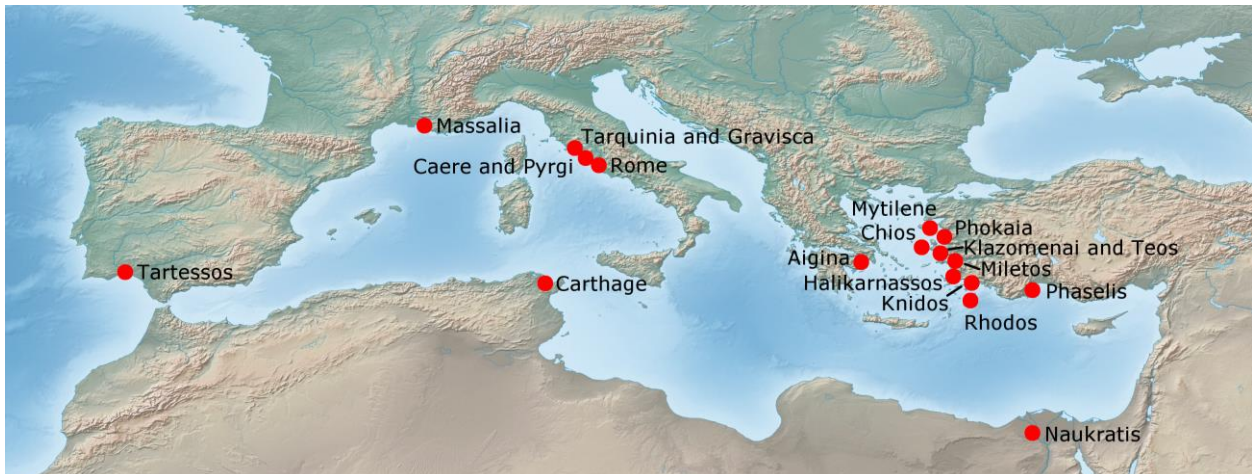 Massalia
Tarquinia and Gravisca
Caere and Pyrgi
Rome
Mytilene
Phokaia
Chios
Klazomenai and Teos
Aigina
Miletos
Tartessos
Carthage
Halikarnassos
Phaselis
Knidos
Rhodos
Naukratis